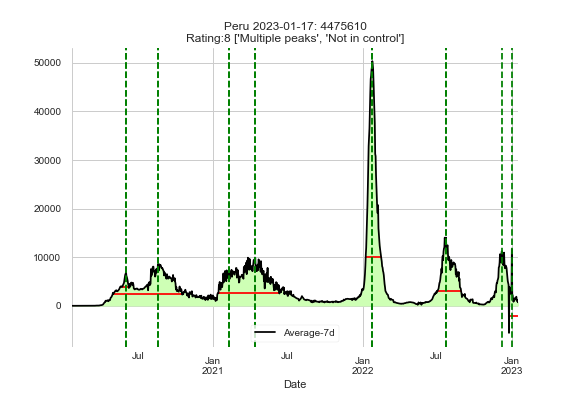 Peru 2023-01-17: 4475610
Rating:8 ['Multiple peaks', 'Not in control']
50000
40000
30000
20000
10000
0
Average-7d
Jul
Jan
2021
Jul
Jan
2022
Jul
Jan
2023
Date